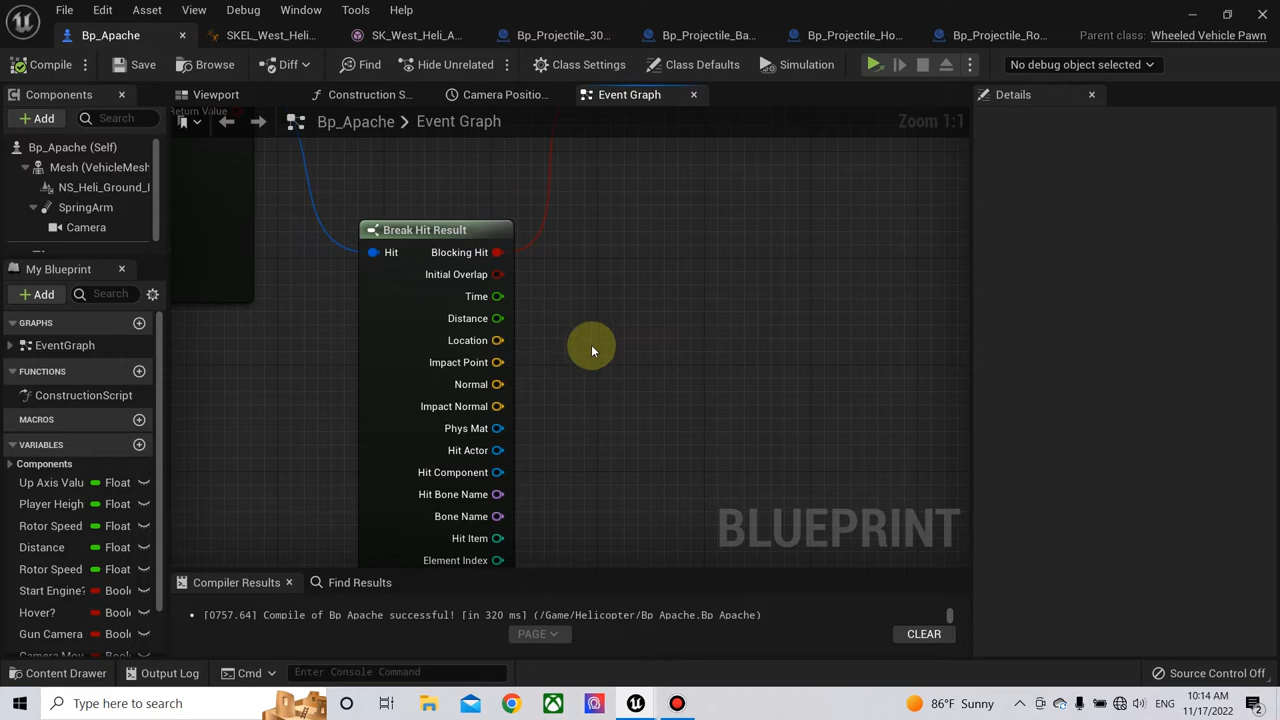 File Edit Asset View Debug Window Tools Help
Bp_Apache SKEL_West_Heli... SK_West_Heli_A... Bp_Projectile_30... Bp_Projectile_Ba... Bp_Projectile_Ho... Bp_Projectile_Ro... Parent class: Wheeled Vehicle Pawn
Compile Save Browse Diff Find Hide Unrelated Class Settings Class Defaults Simulation No debug object selected
Components Viewport Construction S... Camera Positio... Event Graph Details
Add Search
Return Value
Bp_Apache > Event Graph Zoom 1:1
Bp_Apache (Self)
Mesh (VehicleMesh
NS_Heli_Ground_
SpringArm
Camera
My Blueprint
Add Search
GRAPHS
EventGraph
FUNCTIONS
ConstructionScript
MACROS
VARIABLES
Components
Up Axis Valu Float
Player Heigh Float
Rotor Speed Float
Distance Float
Rotor Speed Float
Start Engine? Boole
Hover? Boole
Gun Camera Boole
Break Hit Result
Hit Blocking Hit
Initial Overlap
Time
Distance
Location
Impact Point
Normal
Impact Normal
Phys Mat
Hit Actor
Hit Component
Hit Bone Name
Bone Name
Hit Item
Element Index
BLUEPRINT
Compiler Results Find Results
[0757.64] Compile of Bp Apache successful! [in 320 ms] (/Game/Helicopter/Bp Apache.Bp Apache)
PAGE CLEAR
Content Drawer Output Log Cmd Enter Console Command Source Control Off
Type here to search 86°F Sunny ENG 10:14 AM 11/17/2022 2